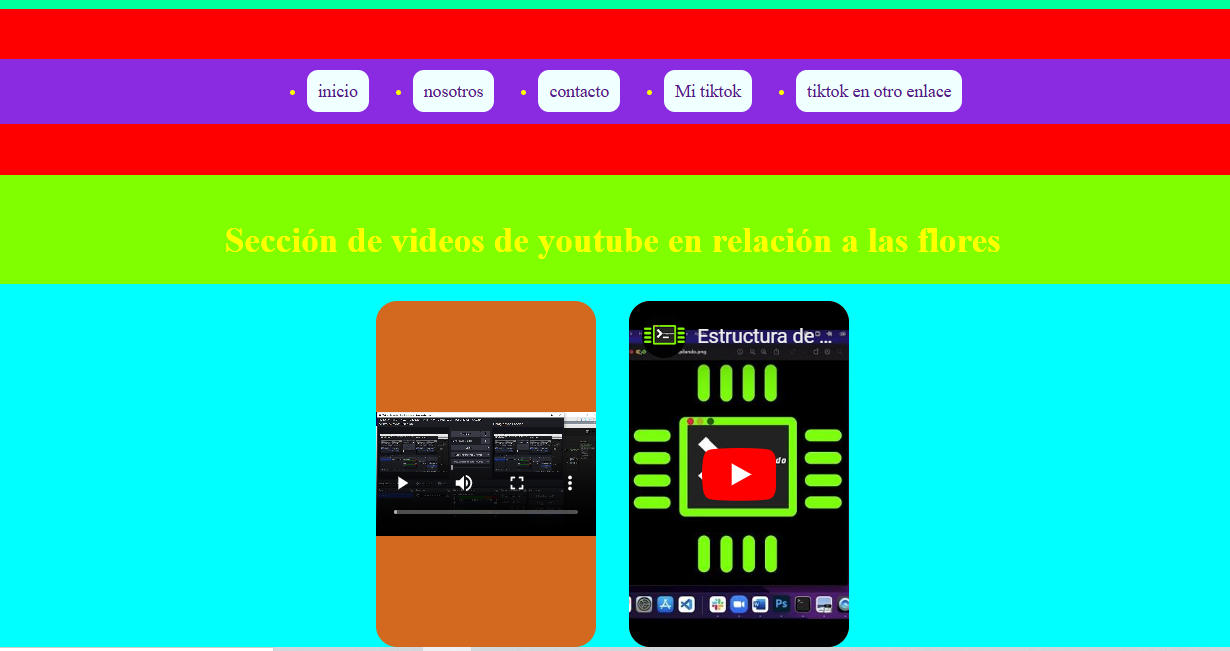 inicio
nosotros
contacto
Mi tiktok
tiktok en otro enlace
Sección de videos de youtube en relación a las flores
Estructura de ...
Ps